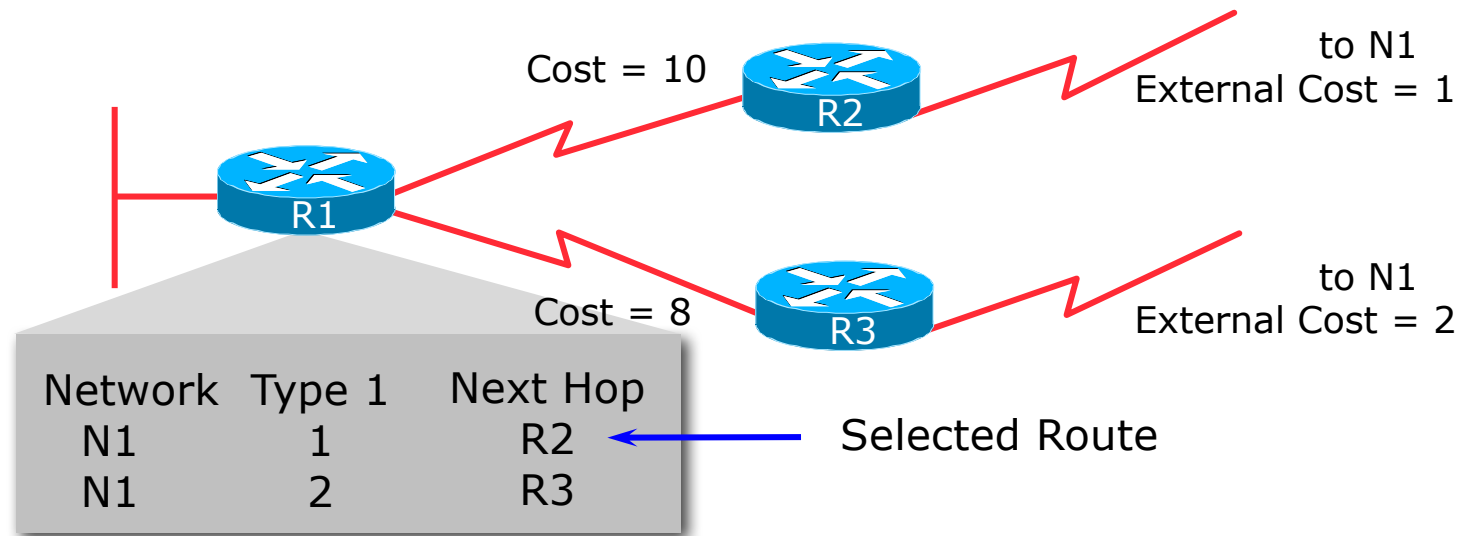 Cost = 10
R2
to N1
External Cost = 1
R1
Cost = 8
R3
to N1
External Cost = 2
Network Type 1 Next Hop
N1 1 R2
N1 2 R3
Selected Route